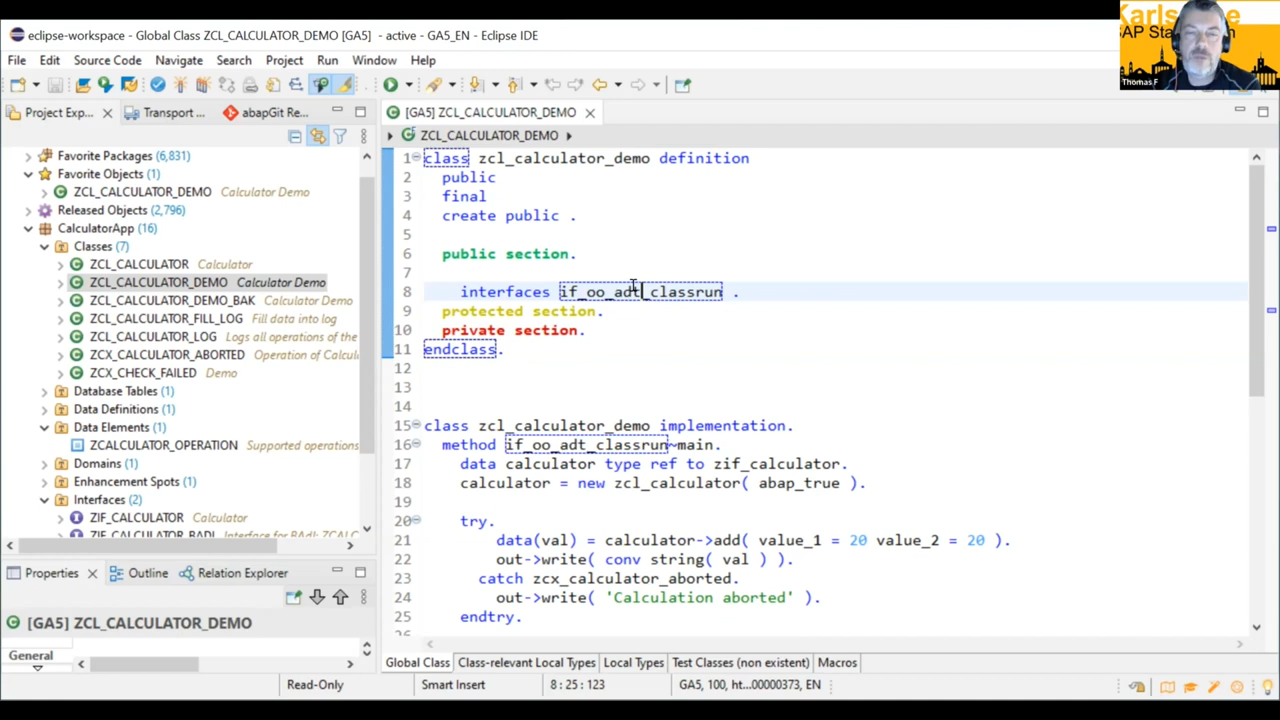 eclipse-workspace - Global Class ZCL_CALCULATOR_DEMO [GA5] - active - GA5_EN - Eclipse IDE
File Edit Source Code Navigate Search Project Run Window Help
Project Exp... Transport ... abapGit Re...
Favorite Packages (6,831)
Favorite Objects (1)
ZCL_CALCULATOR_DEMO Calculator Demo
Released Objects (2,796)
CalculatorApp (16)
Classes (7)
ZCL_CALCULATOR Calculator
ZCL_CALCULATOR_DEMO Calculator Demo
ZCL_CALCULATOR_DEMO_BAK Calculator Demo
ZCL_CALCULATOR_FILL_LOG Fill data into log
ZCL_CALCULATOR_LOG Logs all operations of the
ZCX_CALCULATOR_ABORTED Operation of Calcul
ZCX_CHECK_FAILED Demo
Database Tables (1)
Data Definitions (1)
Data Elements (1)
ZCALCULATOR_OPERATION Supported operations
Domains (1)
Enhancement Spots (1)
Interfaces (2)
ZIF_CALCULATOR Calculator
ZIF_CALCULATOR_BADI Interface for BAdI: ZCALC
Properties Outline Relation Explorer
[GA5] ZCL_CALCULATOR_DEMO
General
[GA5] ZCL_CALCULATOR_DEMO
ZCL_CALCULATOR_DEMO
1 class zcl_calculator_demo definition
2 public
3 final
4 create public .
5
6 public section.
7
8 interfaces if_oo_adt_classrun .
9 protected section.
10 private section.
11 endclass.
12
13
14
15 class zcl_calculator_demo implementation.
16 method if_oo_adt_classrun~main.
17 data calculator type ref to zif_calculator.
18 calculator = new zcl_calculator( abap_true ).
19
20 try.
21 data(val) = calculator->add( value_1 = 20 value_2 = 20 ).
22 out->write( conv string( val ) ).
23 catch zcx_calculator_aborted.
24 out->write( 'Calculation aborted' ).
25 endtry.
26
Global Class Class-relevant Local Types Local Types Test Classes (non existent) Macros
Read-Only Smart Insert 8 : 25 : 123 GA5, 100, ht...00000373, EN
Thomas F